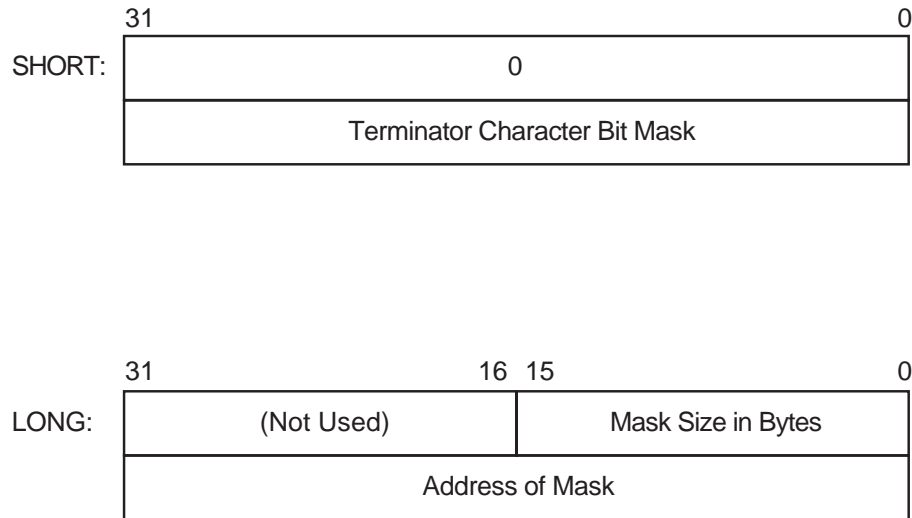 31 0
SHORT: 0
Terminator Character Bit Mask
31 16 15 0
LONG: (Not Used) Mask Size in Bytes
Address of Mask